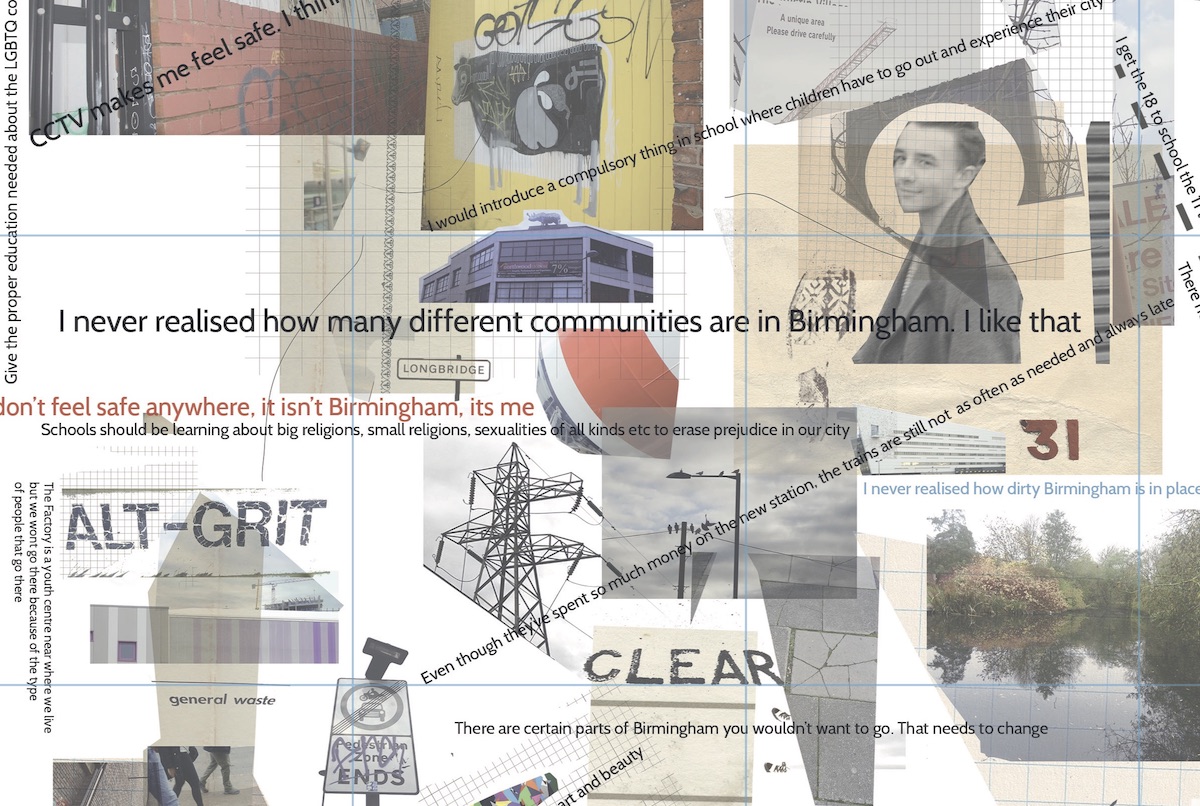 Give the proper education needed about the LGBTQ co
CCTV makes me feel safe. I thin
A unique area
Please drive carefully
I would introduce a compulsory thing in school where children have to go out and experience their city
I get the 18 to school the 11
7%
There
I never realised how many different communities are in Birmingham. I like that
LONGBRIDGE
don't feel safe anywhere, it isn't Birmingham, its me
Schools should be learning about big religions, small religions, sexualities of all kinds etc to erase prejudice in our city
31
I never realised how dirty Birmingham is in place
ALT-GRIT
The Factory is a youth centre near where we live
but we won't go there because of the type
of people that go there
Even though they've spent so much money on the new station, the trains are still not as often as needed and always late
CLEAR
general waste
Pedestrian
Zone
ENDS
There are certain parts of Birmingham you wouldn't want to go. That needs to change
art and beauty